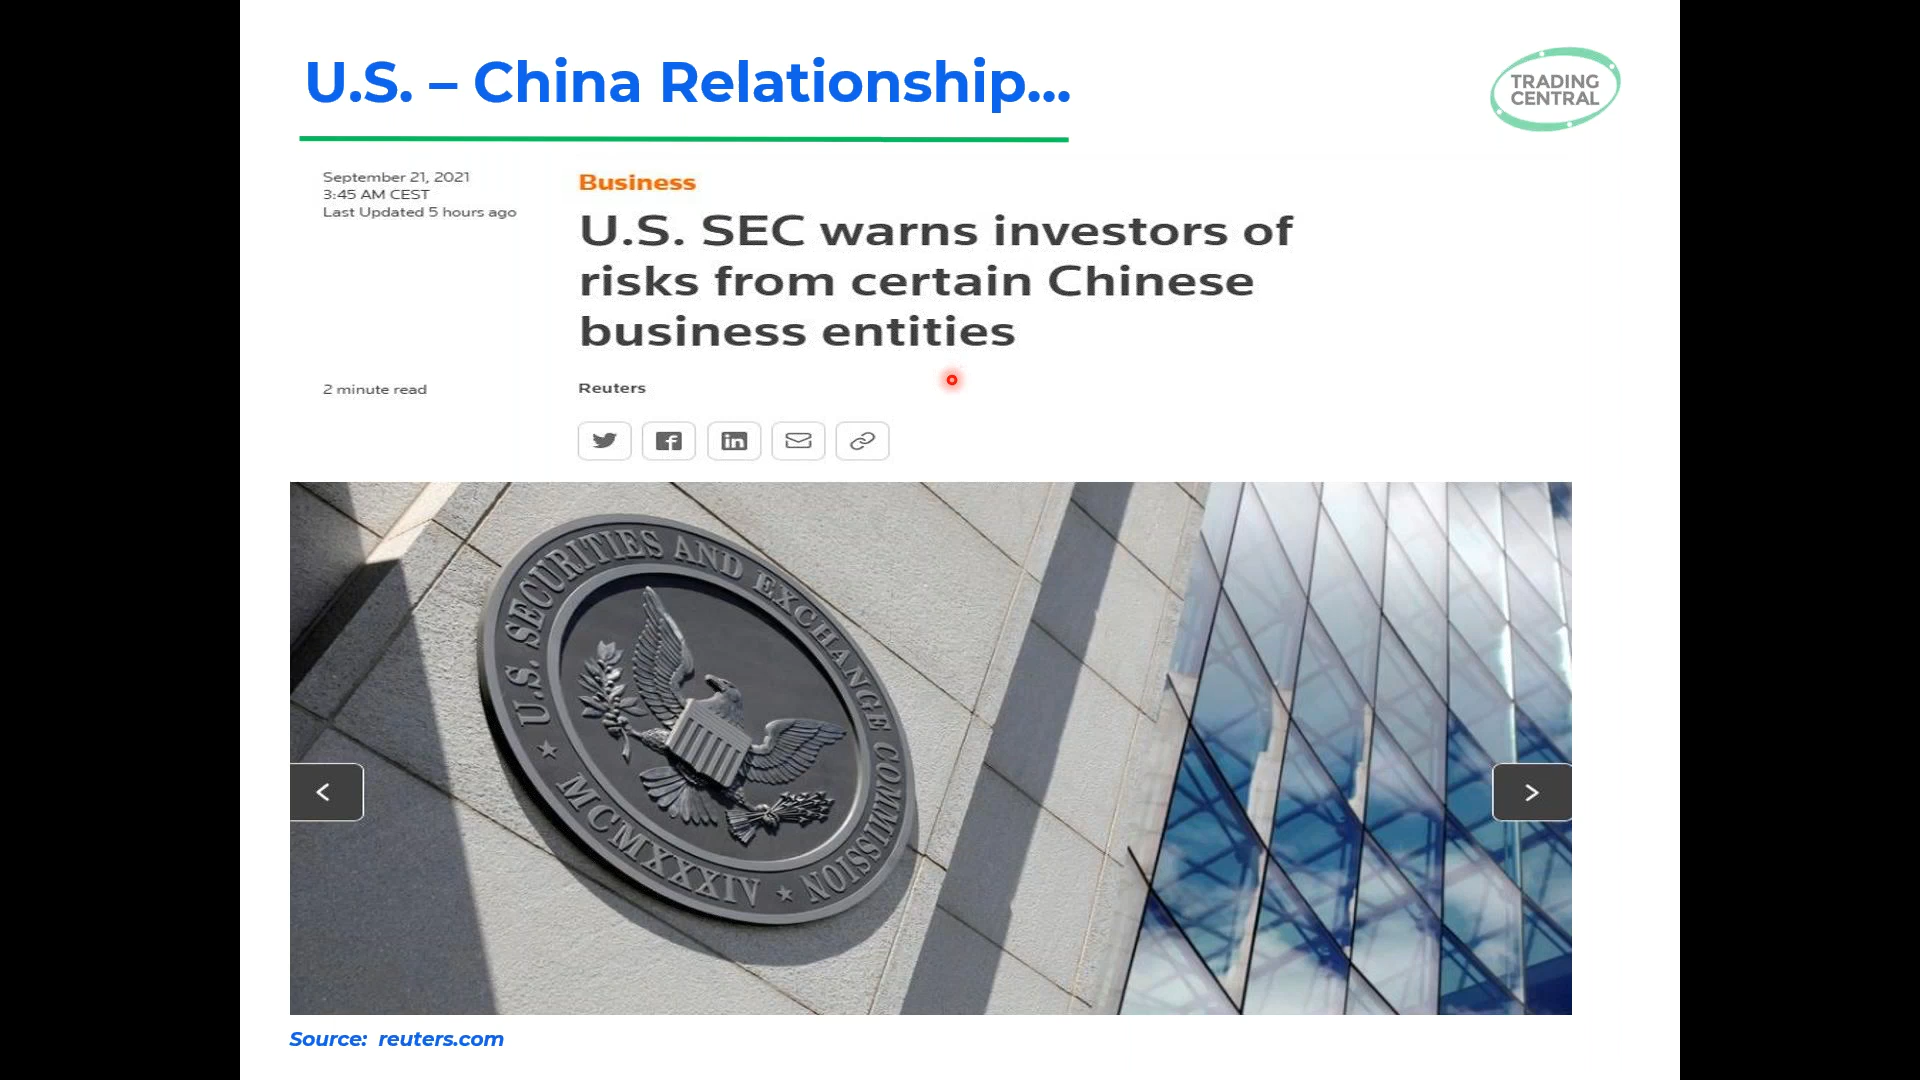 U.S. – China Relationship...
TRADING
CENTRAL
September 21, 2021
3:45 AM CEST
Last Updated 5 hours ago
Business
U.S. SEC warns investors of
risks from certain Chinese
business entities
2 minute read
Reuters
U.S. SECURITIES AND EXCHANGE COMMISSION
MCMXXXIV
Source: reuters.com